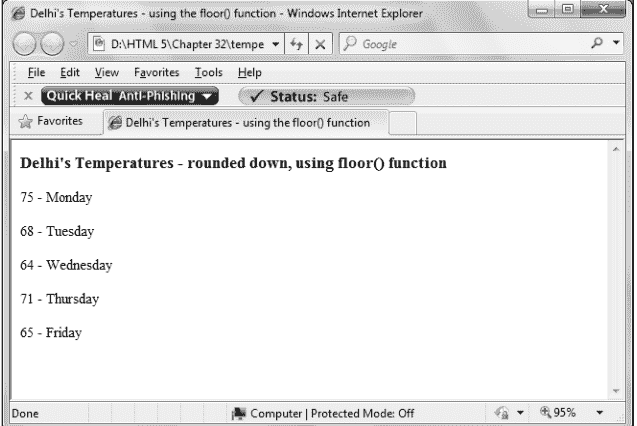 Delhi's Temperatures - using the floor() function - Windows Internet Explorer
D:\HTML 5\Chapter 32\tempe
Google
File Edit View Favorites Tools Help
x Quick Heal Anti-Phishing Status: Safe
Favorites Delhi's Temperatures - using the floor() function
Delhi's Temperatures - rounded down, using floor() function
75 - Monday
68 - Tuesday
64 - Wednesday
71 - Thursday
65 - Friday
Done Computer | Protected Mode: Off 95%